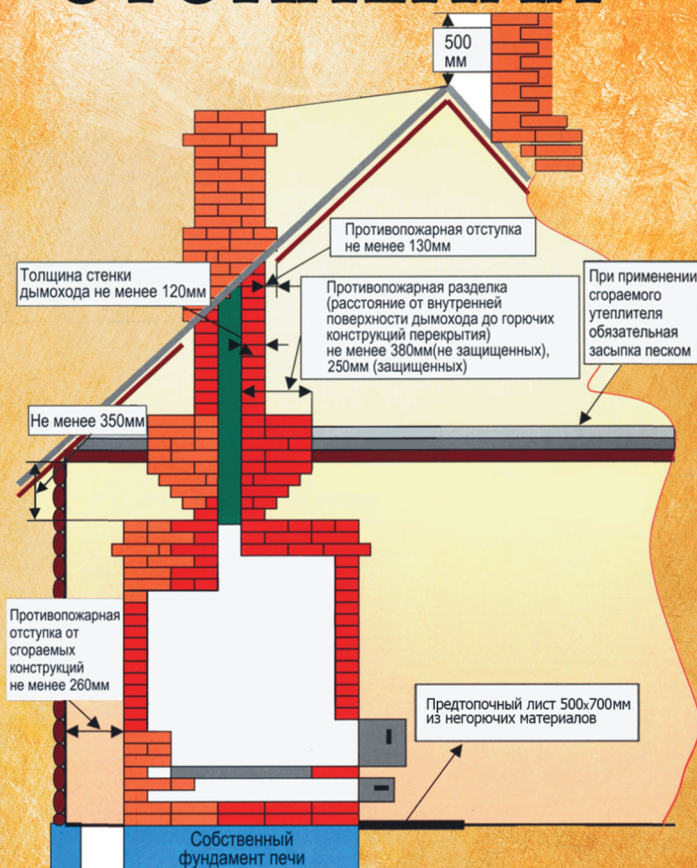 500
мм
Противопожарная отступка
не менее 130мм
Толщина стенки
дымохода не менее 120мм
Противопожарная разделка
(расстояние от внутренней
поверхности дымохода до горючих
конструкций перекрытия)
не менее 380мм(не защищенных),
250мм (защищенных)
При применении
сгораемого
утеплителя
обязательная
засыпка песком
Не менее 350мм
Противопожарная
отступка от
сгораемых
конструкций
не менее 260мм
Предтопочный лист 500х700мм
из негорючих материалов
Собственный
фундамент печи